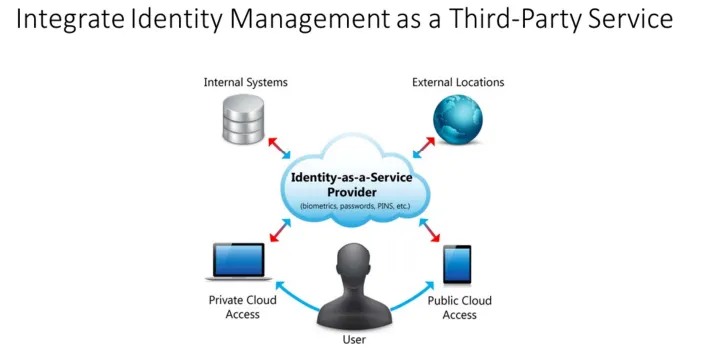 Integrate Identity Management as a Third-Party Service
Internal Systems
External Locations
Identity-as-a-Service
Provider
(biometrics, passwords, PINS, etc.)
Private Cloud
Access
Public Cloud
Access
User